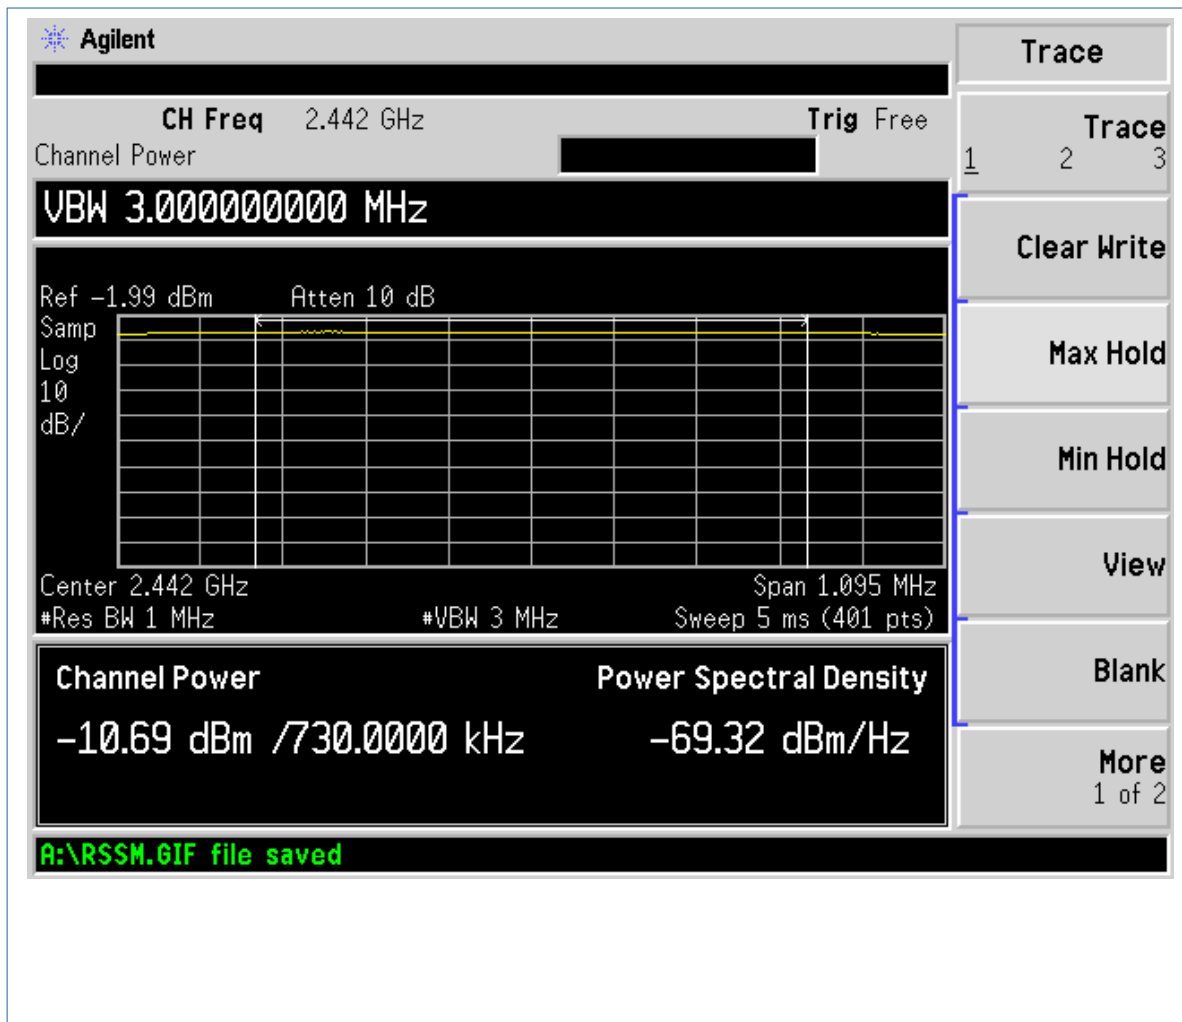 Agilent
Trace
CH Freq 2.442 GHz Trig Free
Channel Power
Trace
1 2 3
VBW 3.000000000 MHz
Clear Write
Ref -1.99 dBm Atten 10 dB
Samp
Log
10
dB/
Max Hold
Min Hold
View
Center 2.442 GHz Span 1.095 MHz
#Res BW 1 MHz #VBW 3 MHz Sweep 5 ms (401 pts)
Channel Power Power Spectral Density
Blank
-10.69 dBm /730.0000 kHz -69.32 dBm/Hz
More
1 of 2
A:\RSSM.GIF file saved